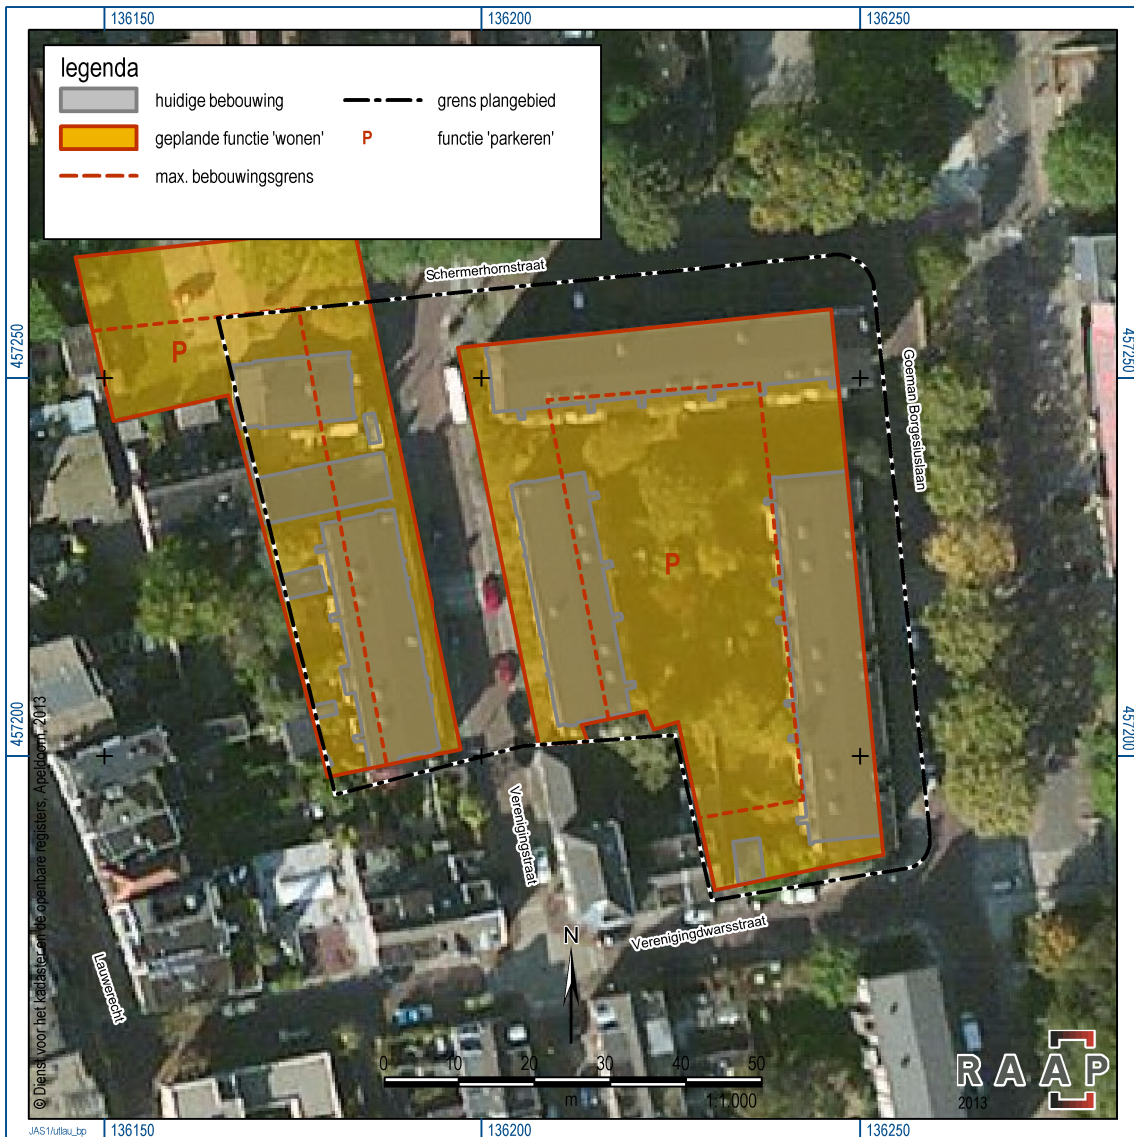 136150
136200
136250
legenda
huidige bebouwing
grens plangebied
geplande functie 'wonen'
P
functie 'parkeren'
max. bebouwingsgrens
Schermerhornstraat
457250
457250
P
Goeman Borgesiuslaan
P
457200
457200
© Dienst voor het kadaster en de openbare registers, Apeldoorn, 2013
Verenigingstraat
Verenigingdwarsstraat
N
Lauwerecht
0 10 20 30 40 50
m
1:1.000
RAAP
2013
JAS1/utlau_bp
136150
136200
136250